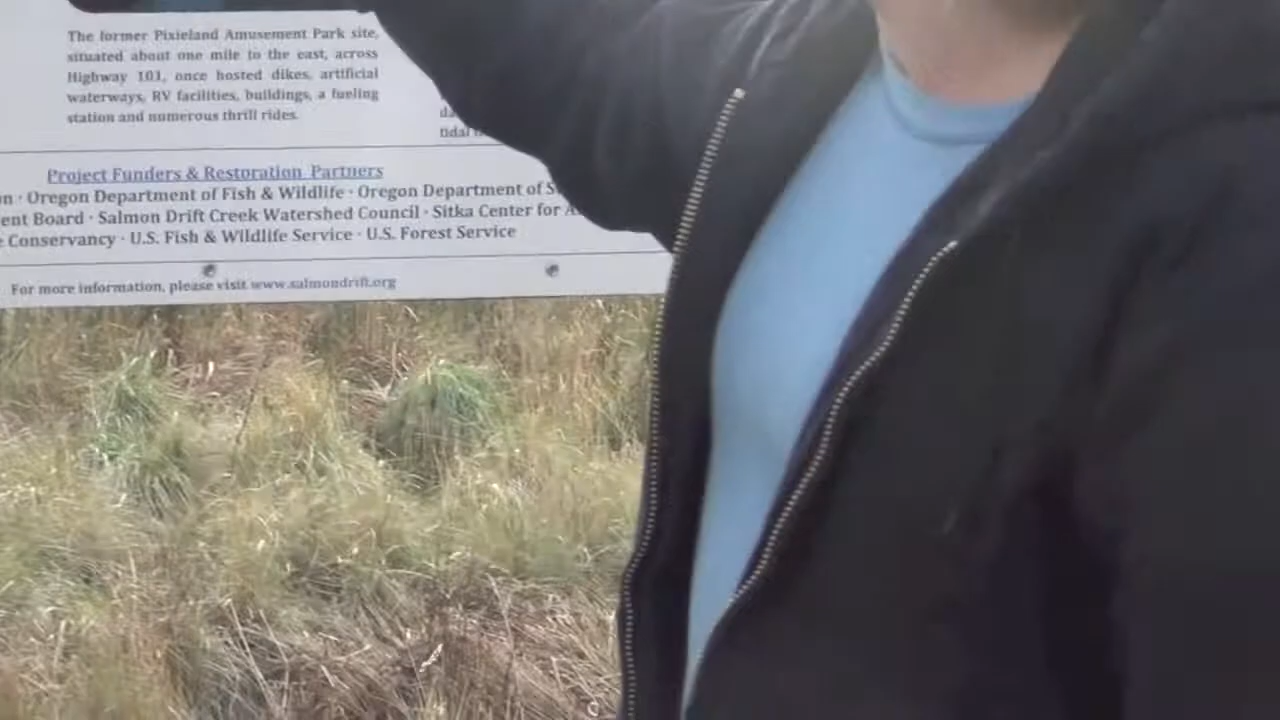 The former Pixieland Amusement Park site,
situated about one mile to the east, across
Highway 101, once hosted dikes, artificial
waterways, RV facilities, buildings, a fueling
station and numerous thrill rides.
Project Funders & Restoration Partners
· Oregon Department of Fish & Wildlife · Oregon Department of
Board · Salmon Drift Creek Watershed Council · Sitka Center for
Conservancy · U.S. Fish & Wildlife Service · U.S. Forest Service
For more information, please visit www.salmondrift.org